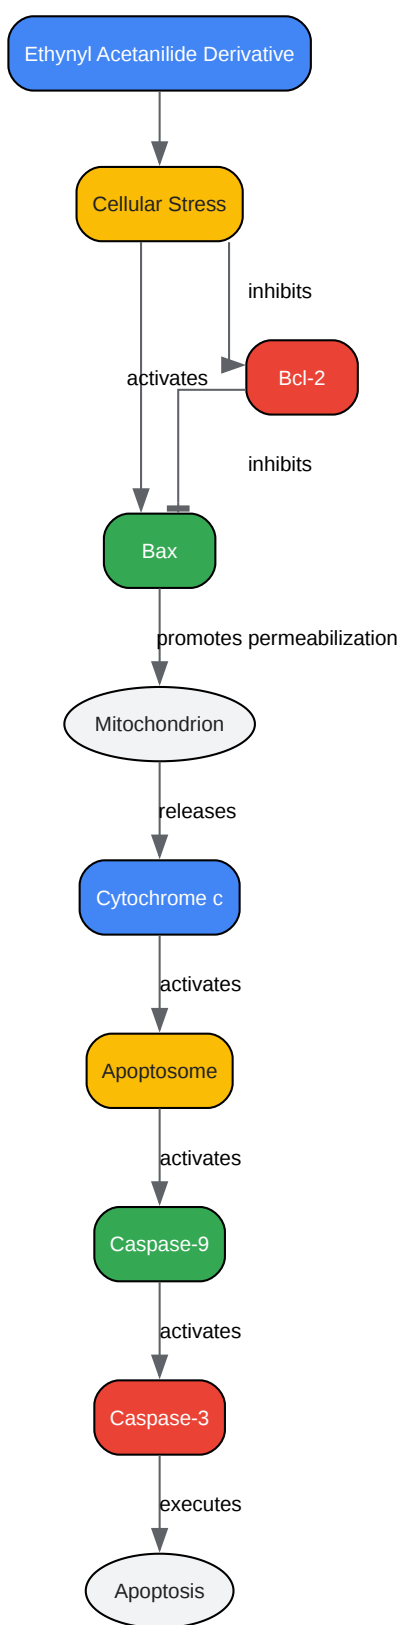 Ethynyl Acetanilide Derivative
Cellular Stress
inhibits
activates
Bcl-2
inhibits
Bax
promotes permeabilization
Mitochondrion
releases
Cytochrome c
activates
Apoptosome
activates
Caspase-9
activates
Caspase-3
executes
Apoptosis